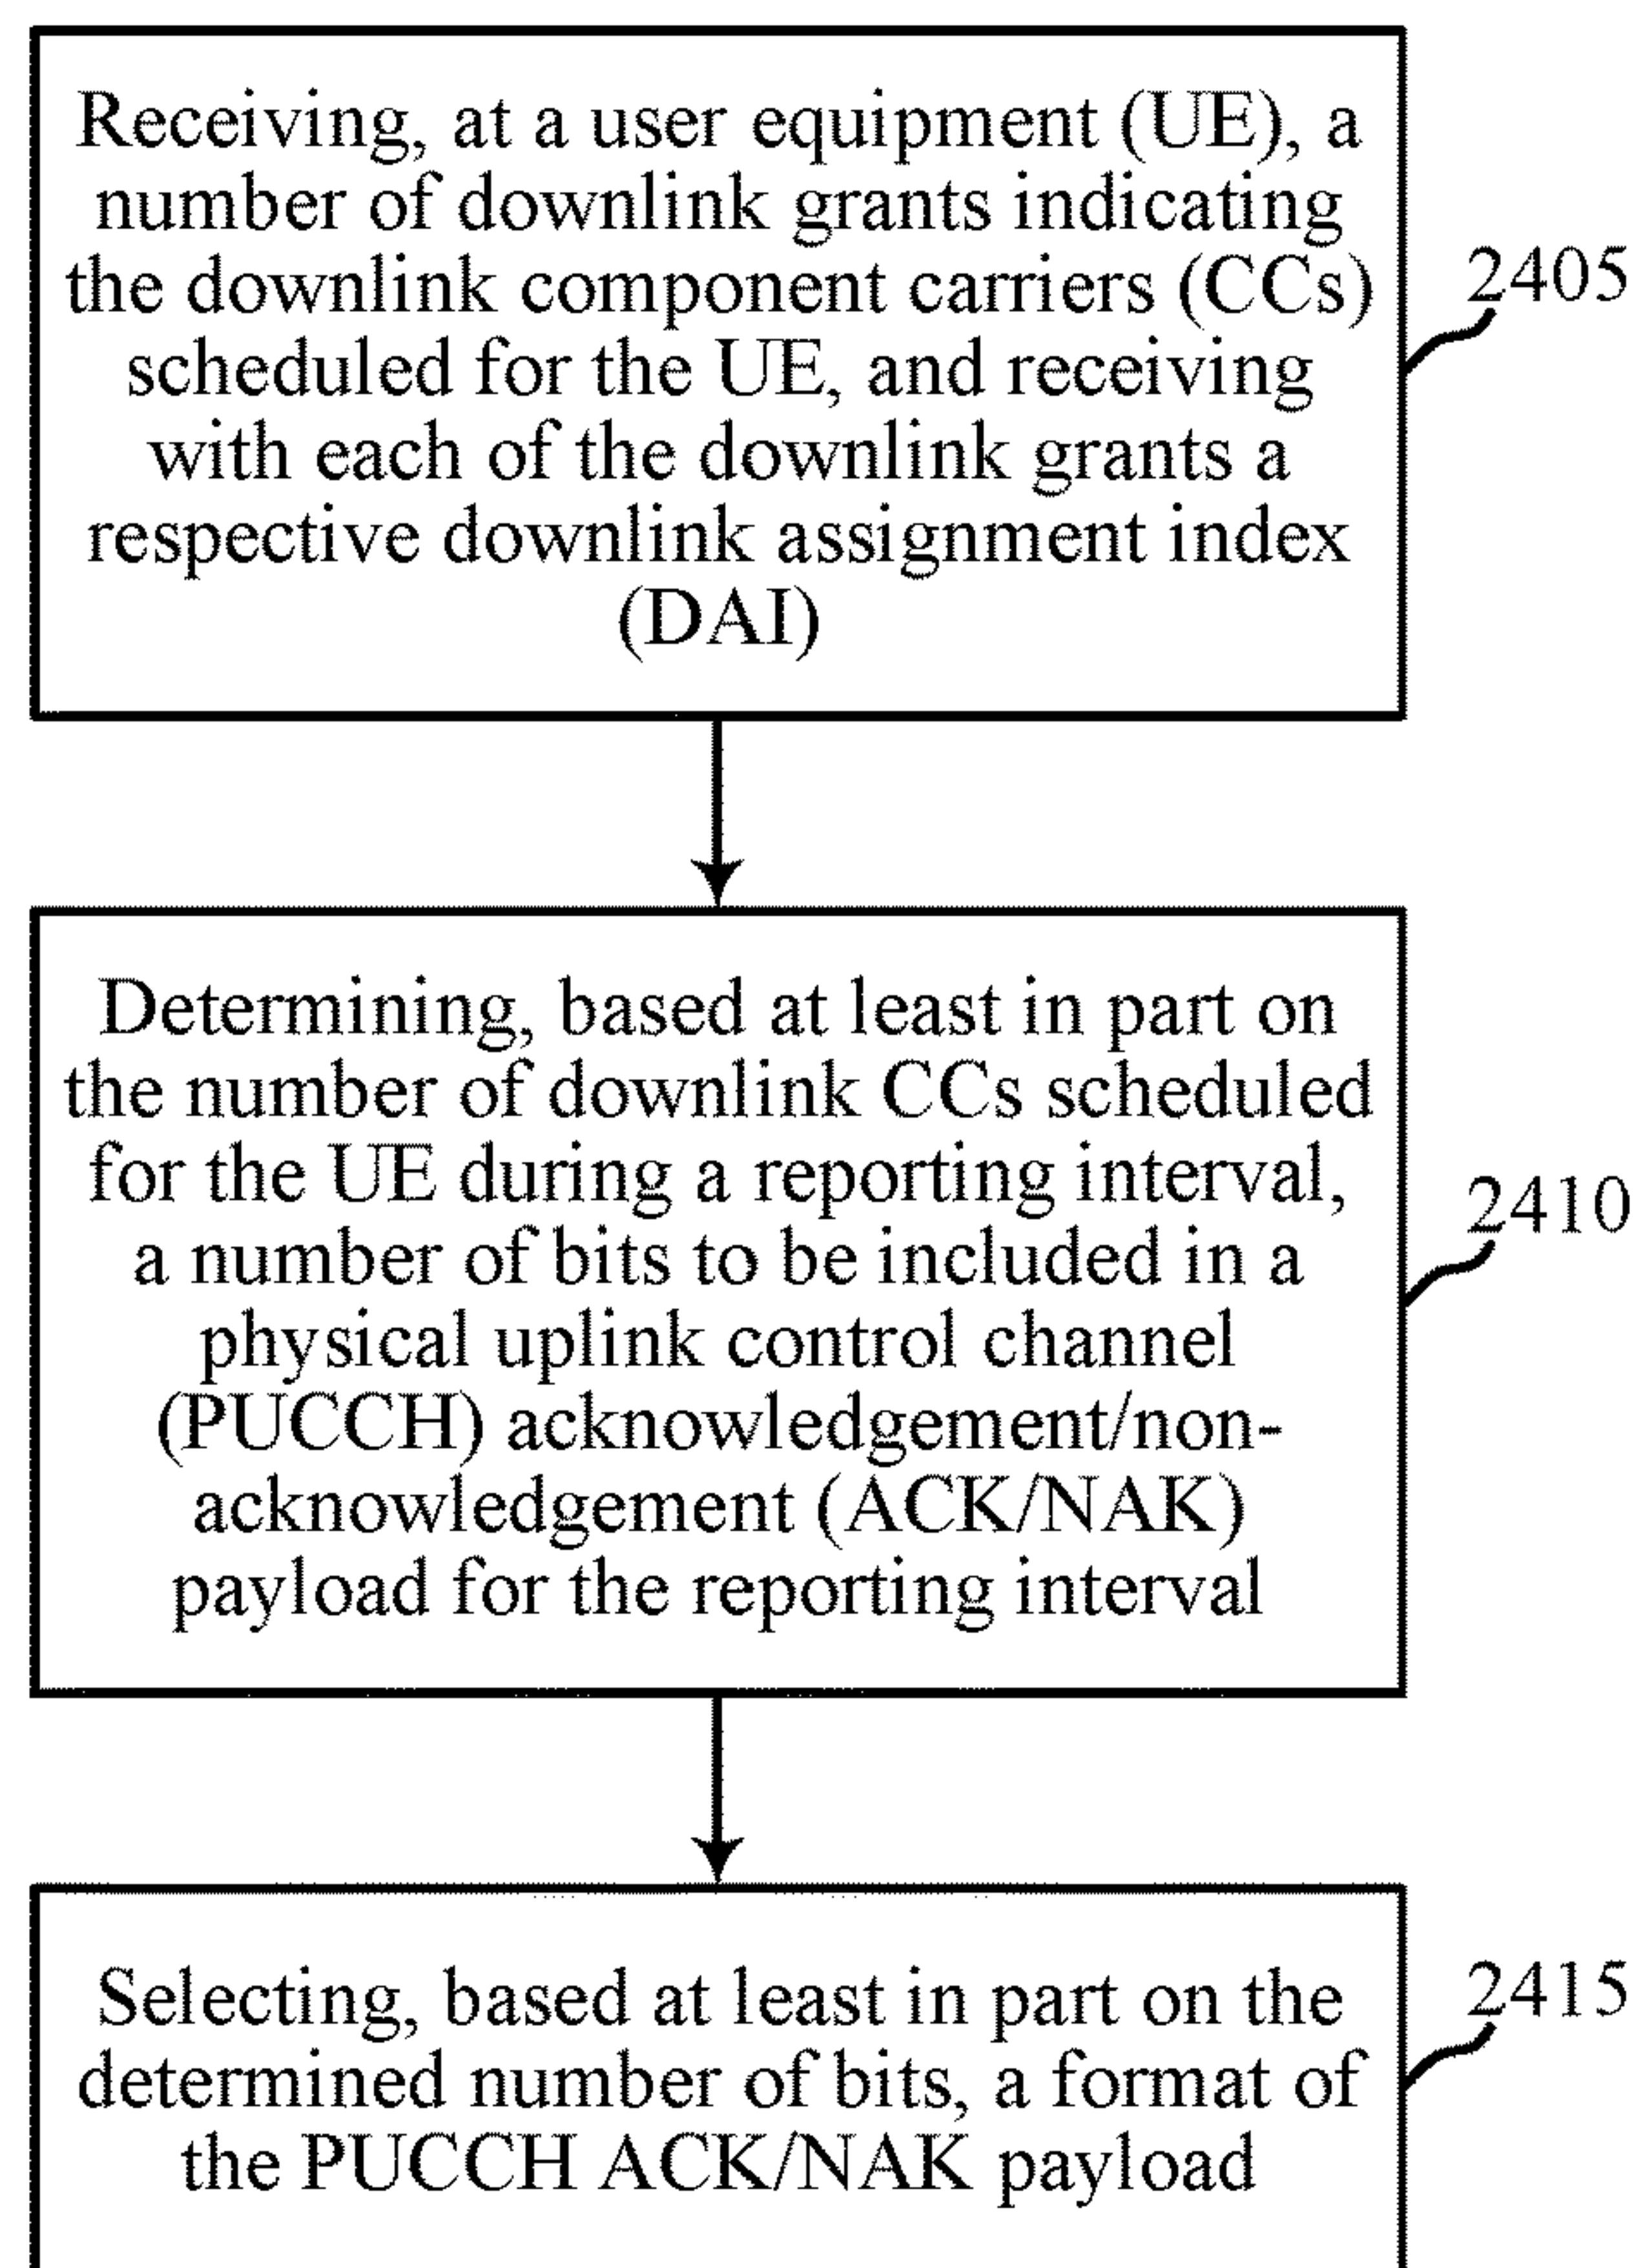 Receiving, at a user equipment (UE), a
number of downlink grants indicating
the downlink component carriers (CCs)
scheduled for the UE, and receiving
with each of the downlink grants a
respective downlink assignment index
(DAI)
2405
Determining, based at least in part on
the number of downlink CCs scheduled
for the UE during a reporting interval,
a number of bits to be included in a
physical uplink control channel
(PUCCH) acknowledgement/non-
acknowledgement (ACK/NAK)
payload for the reporting interval
2410
Selecting, based at least in part on the
determined number of bits, a format of
the PUCCH ACK/NAK payload
2415